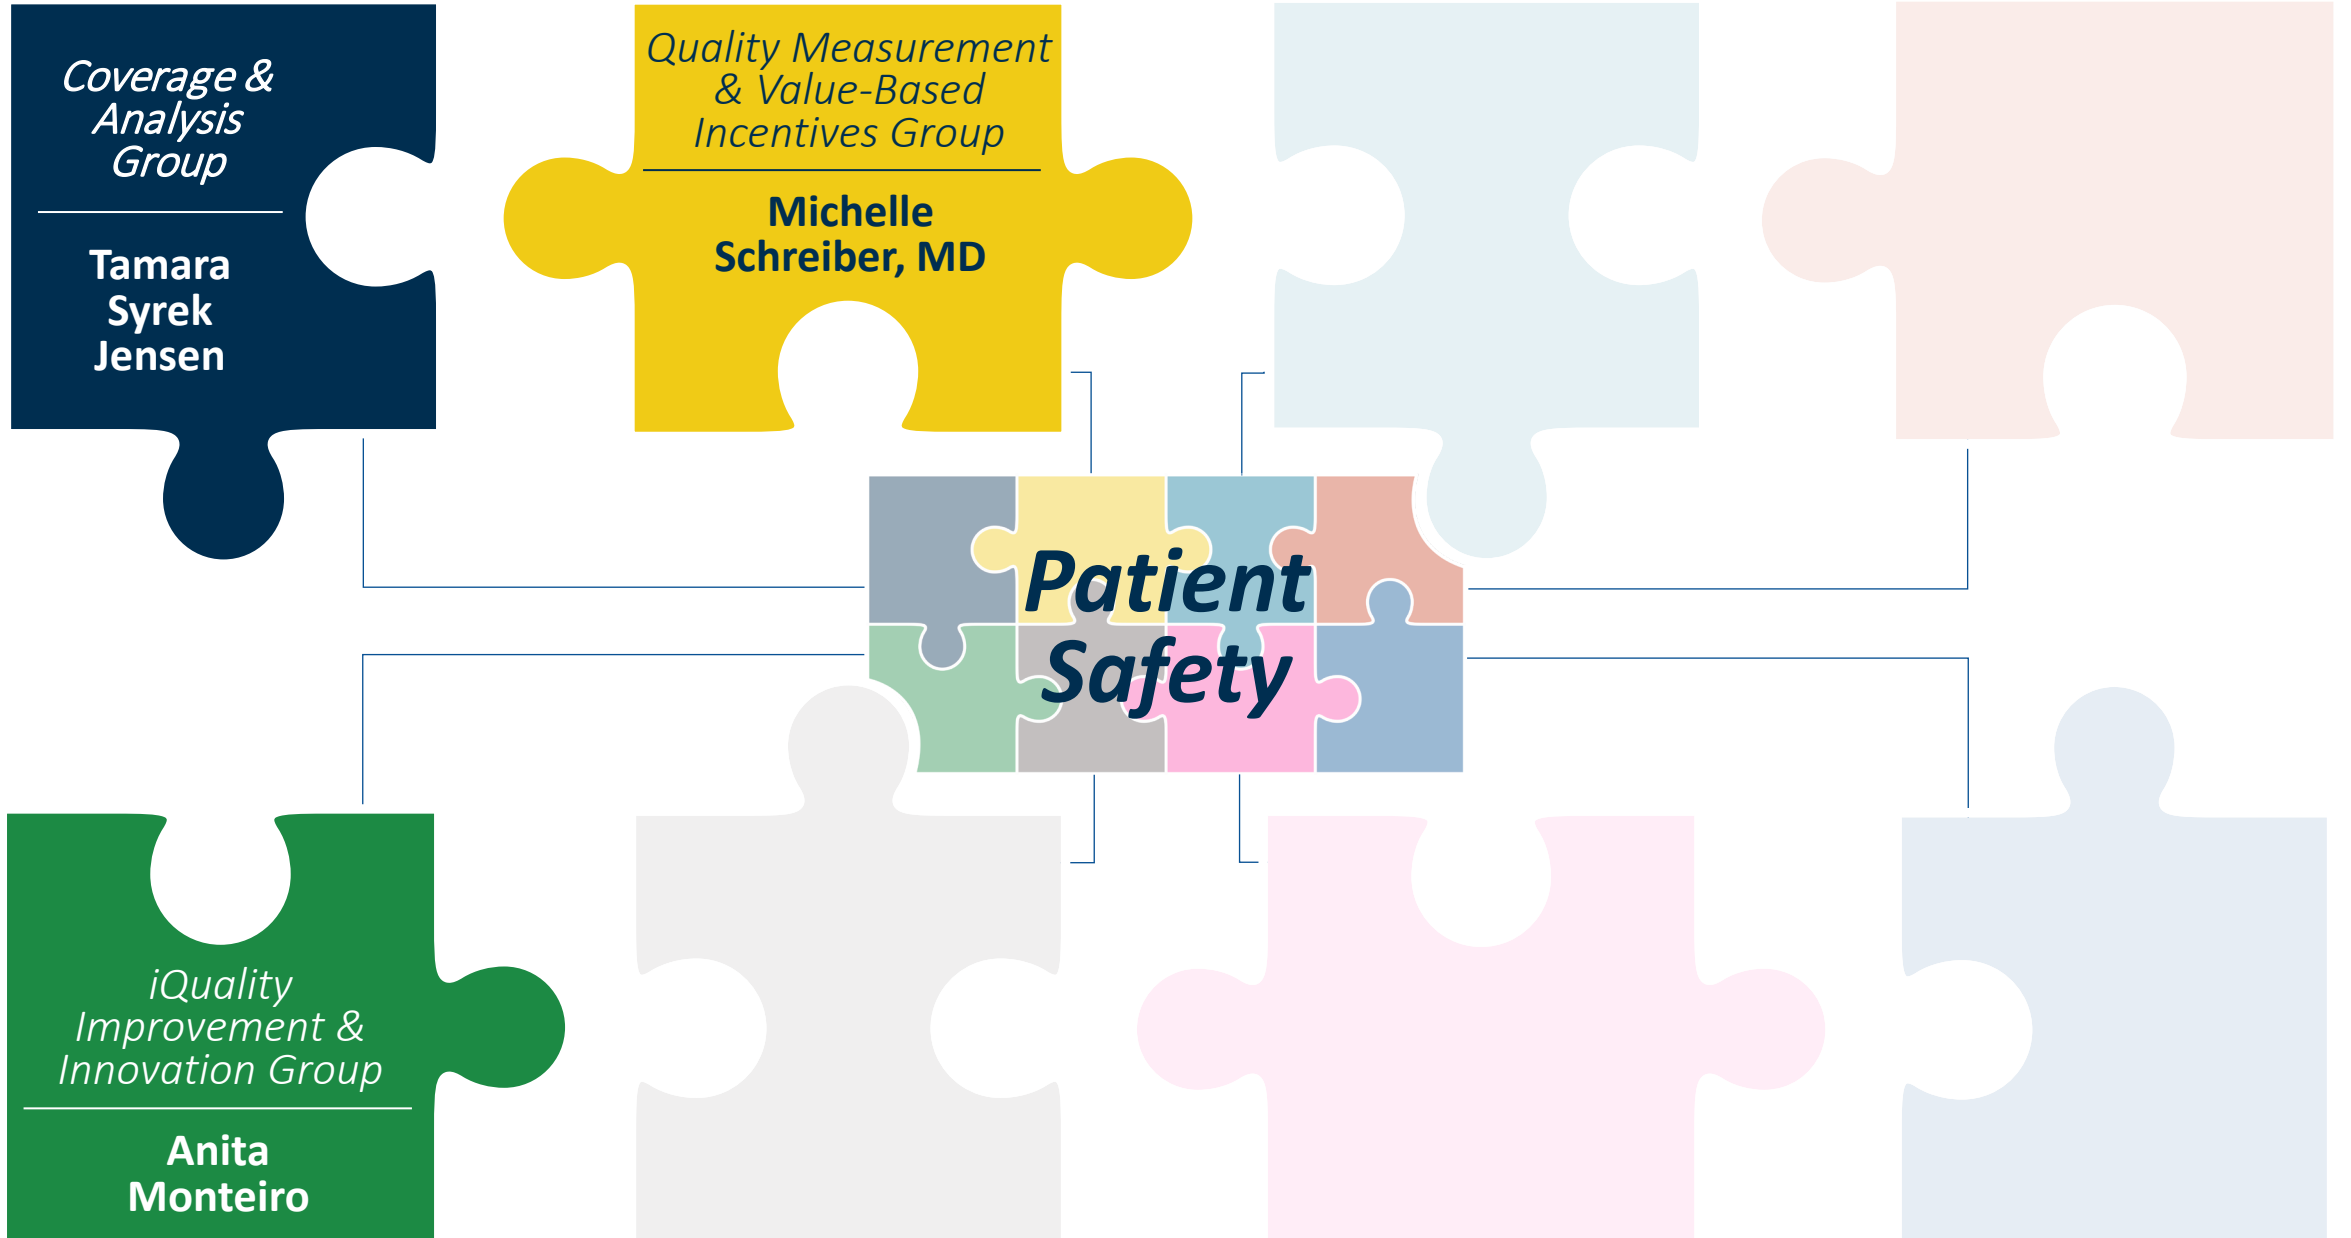 Coverage &
Analysis
Group
Tamara
Syrek
Jensen
Quality Measurement
& Value-Based
Incentives Group
Michelle
Schreiber, MD
Patient
Safety
iQuality
Improvement &
Innovation Group
Anita
Monteiro